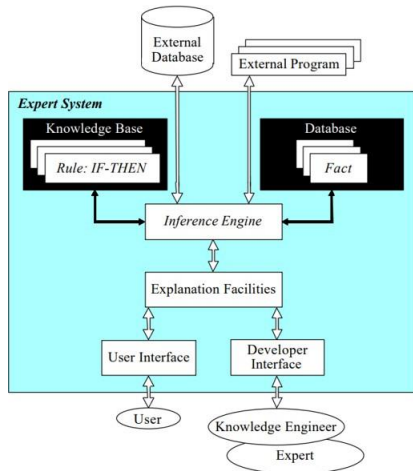 External
Database
External Program
Expert System
Knowledge Base
Database
Rule: IF-THEN
Fact
Inference Engine
Explanation Facilities
User Interface
Developer
Interface
User
Knowledge Engineer
Expert